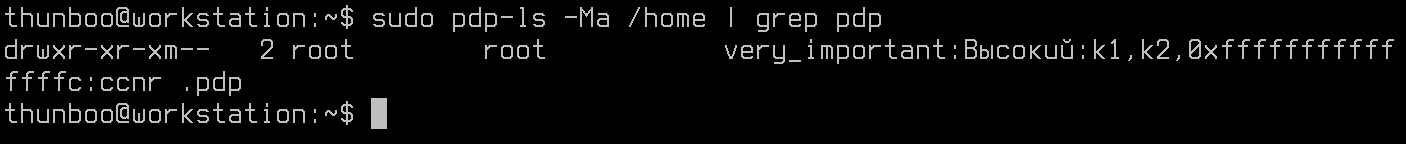 thunboo@workstation:~$ sudo pdp-ls -Ma /home | grep pdp
drwxr-xr-xm-- 2 root root very_important:Высокий:k1,k2,0xfffffffffff
ffffc:ccnr .pdp
thunboo@workstation:~$